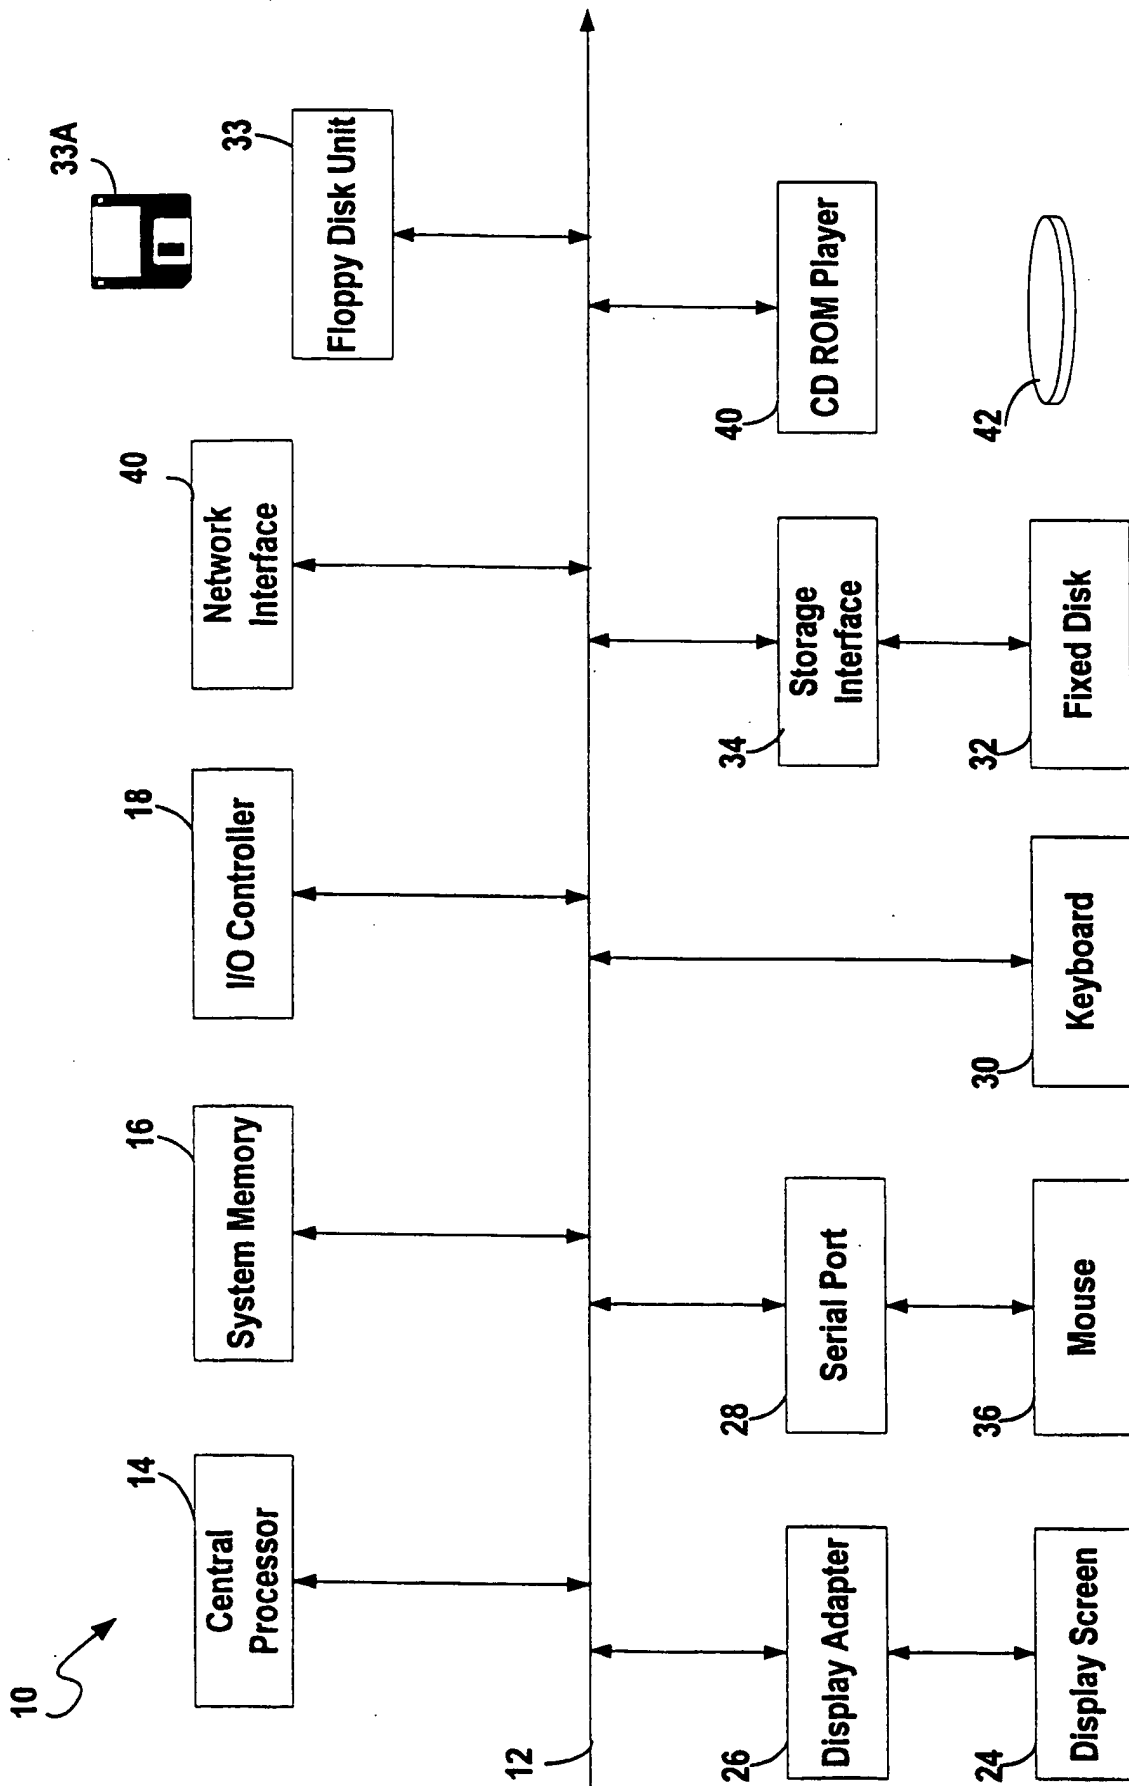 10
14
Central
Processor
16
System Memory
18
I/O Controller
40
Network
Interface
33A
33
Floppy Disk Unit
12
26
Display Adapter
28
Serial Port
34
Storage
Interface
40
CD ROM Player
24
Display Screen
36
Mouse
30
Keyboard
32
Fixed Disk
42